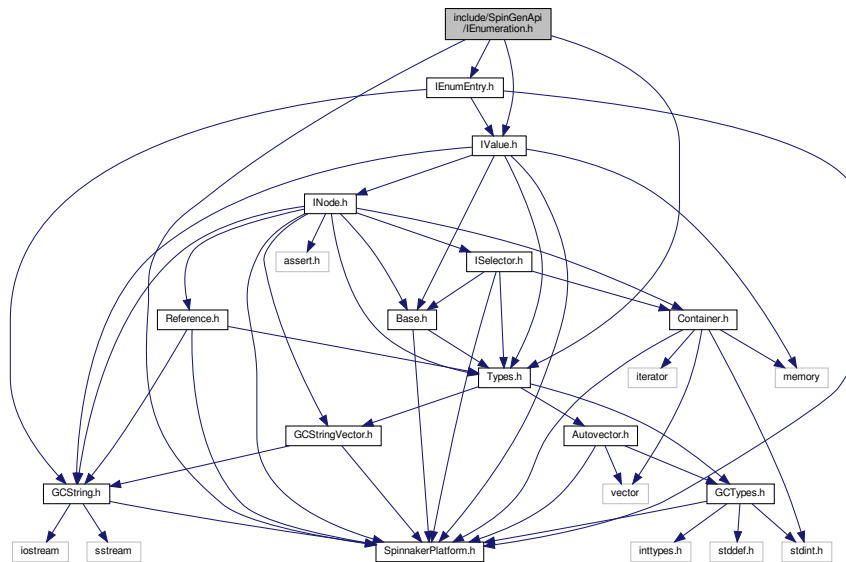 include/SpinGenApi
/IEnumeration.h
IEnumEntry.h
IValue.h
INode.h
assert.h
ISelector.h
Reference.h
Base.h
Container.h
Types.h
iterator
memory
GCStringVector.h
Autovector.h
GCString.h
vector
GCTypes.h
iostream
sstream
SpinnakerPlatform.h
inttypes.h
stddef.h
stdint.h